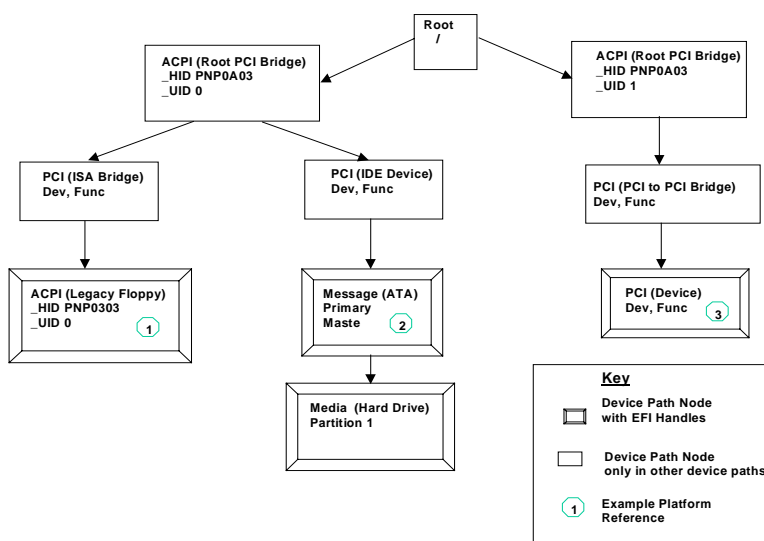 Root
/
ACPI (Root PCI Bridge)
_HID PNP0A03
_UID 0
ACPI (Root PCI Bridge)
_HID PNP0A03
_UID 1
PCI (ISA Bridge)
Dev, Func
PCI (IDE Device)
Dev, Func
PCI (PCI to PCI Bridge)
Dev, Func
ACPI (Legacy Floppy)
_HID PNP0303
_UID 0
1
Message (ATA)
Primary
Maste
2
PCI (Device)
Dev, Func
3
Media (Hard Drive)
Partition 1
Key
Device Path Node
with EFI Handles
Device Path Node
only in other device paths
1
Example Platform
Reference